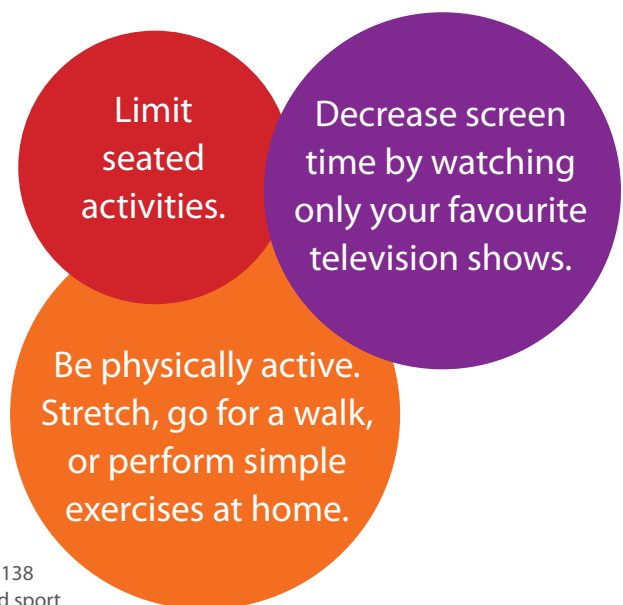 Limit
seated
activities.
Decrease screen
time by watching
only your favourite
television shows.
Be physically active.
Stretch, go for a walk,
or perform simple
exercises at home.
138
sport